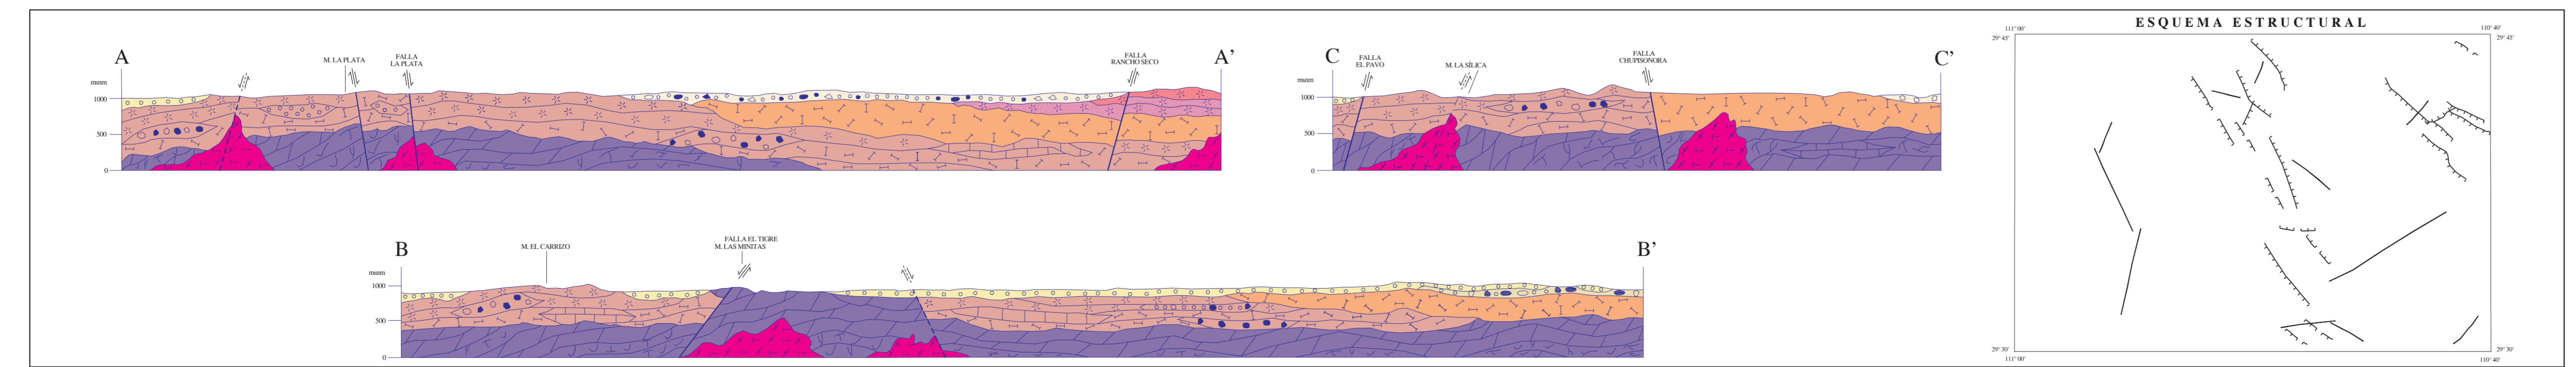 A
A’
msnm
1000
500
0
M. LA PLATA
FALLA
LA PLATA
FALLA
RANCHO SECO
C
C’
msnm
1000
500
0
FALLA
EL PAVO
M. LA SÍLICA
FALLA
CHUPISONORA
B
B’
msnm
1000
500
0
M. EL CARRIZO
FALLA EL TIGRE
M. LAS MINITAS
ESQUEMA ESTRUCTURAL
111° 00'
110° 40'
29° 45'
29° 45'
29° 30'
29° 30'
111° 00'
110° 40'